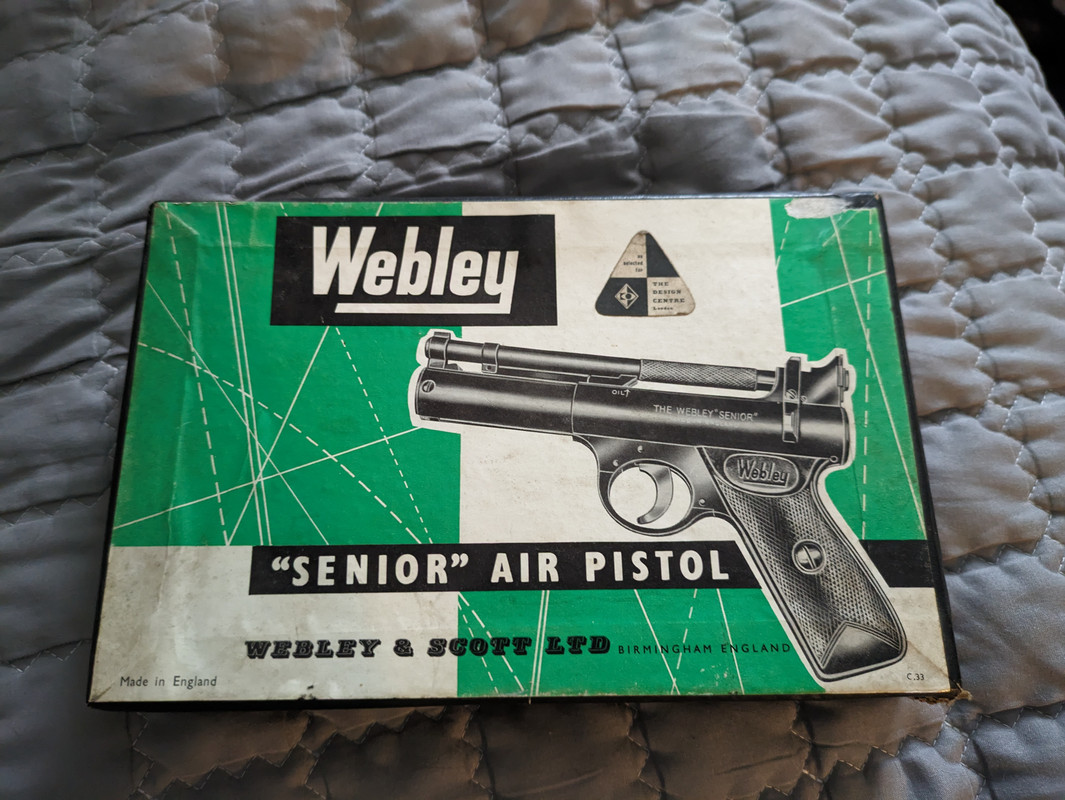 Webley
as
selected
for
THE
DESIGN
CENTRE
London
OIL↑
THE WEBLEY "SENIOR"
Webley
"SENIOR" AIR PISTOL
WEBLEY & SCOTT LTD BIRMINGHAM ENGLAND
Made in England
C.33